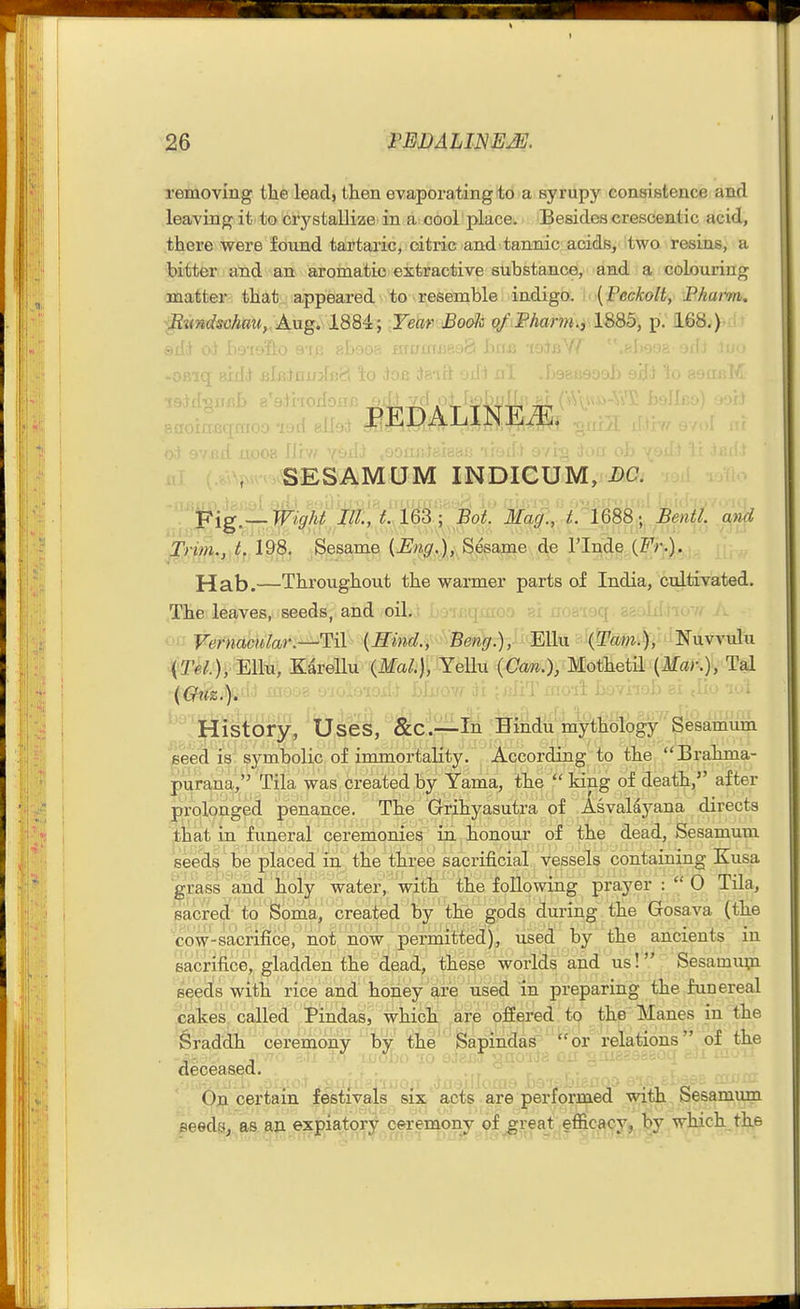 26 PEDALINEÆ.
removing the lead, then evaporating to a syrupy consistence and
leaving it to crystallize in a cool place. Besides crescentic acid,
there were found tartaric, citric and tannic acids, two resins, a
bitter and an aromatic extractive substance, and a colouring
matter that appeared to resemble indigo. (Peckolt, Pharm.
Rundschau, Aug. 1884; Year Book of Pharm., 1885, p. 168.)
PEDALINEÆ.
SESAMUM INDICUM, DC.
Fig.—Wight Ill., t. 163; Bot. Mag., t. 1688; Bentl. and
Trim., t. 198. Sesame (Eng.), Sésame de l'Inde (Fr.).
Hab.—Throughout the warmer parts of India, cultivated.
The leaves, seeds, and oil.
Vernacular.—Til (Hind., Beng.), Ellu (Tam.), Nuvvulu
(Tel.), Ellu, Kárellu (Mal.), Yellu (Can.), Mothetil (Mar.), Tal
(Guz.).
History, Uses, &c.—In Hindu mythology Sesamum
seed is symbolic of immortality. According to the "Brahma-
purana," Tila was created by Yama, the "king of death," after
prolonged penance. The Grihyasutra of Asvaláyana directs
that in funeral ceremonies in honour of the dead, Sesamum
seeds be placed in the three sacrificial vessels containing Kusa
grass and holy water, with the following prayer : "O Tila,
sacred to Soma, created by the gods during the Gosava (the
cow-sacrifice, not now permitted), used by the ancients in
sacrifice, gladden the dead, these worlds and us!" Sesamum
seeds with rice and honey are used in preparing the funereal
cakes called Pindas, which are offered to the Manes in the
Sraddh ceremony by the Sapindas "or relations" of the
deceased.
On certain festivals six acts are performed with Sesamum
seeds, as an expiatory ceremony of great efficacy, by which the